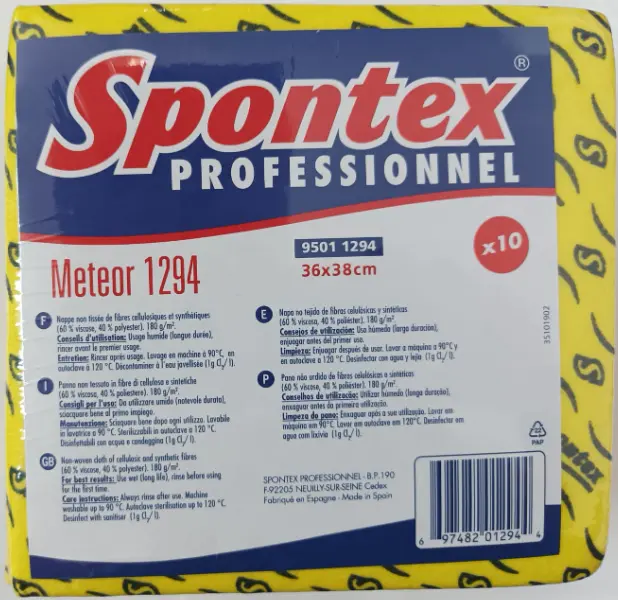 Spontex ®
PROFESSIONNEL
Meteor 1294
9501 1294
36x38cm
x10
F Nappe non tissée de fibres cellulosiques et synthétiques
(60 % viscose, 40 % polyester). 180 g/m².
Conseils d'utilisation: Usage humide (longue durée),
rincer avant le premier usage.
Entretien: Rincer après usage. Lavage en machine à 90°C, en
autoclave à 120 °C. Décontaminer à l'eau javellisée (1g Cl₂/l).
I Panno non tessuto in fibre di cellulosa e sintetiche
(60 % viscosa, 40 % poliestere). 180 g/m².
Consigli per l'uso: Da utilizzare umido (notevole durata),
sciacquare bene al primo impiego.
Manutenzione: Sciacquare bene dopo ogni utilizzo. Lavabile
in lavatrice a 90 °C. Sterilizzabili in autoclave a 120 °C.
Disinfettabili con acqua e candeggina (1g Cl₂/l).
GB Non-woven cloth of cellulosic and synthetic fibres
(60 % viscose, 40 % polyester). 180 g/m².
For best results: Use wet (long life), rinse before using
for the first time.
Care instructions: Always rinse after use. Machine
washable up to 90 °C. Autoclave sterilisation up to 120 °C.
Desinfect with sanitiser (1g Cl₂/l).
E Napa no tejida de fibras celulósicas y sintéticas
(60 % viscosa, 40 % poliéster). 180 g/m².
Consejos de utilización: Uso húmedo (larga duración),
enjuagar antes del primer uso.
Limpieza: Enjuagar después de usar. Lavar a máquina a 90°C y
en autoclave a 120 °C. Desinfectar con agua y lejía (1g Cl₂/l).
P Pano não urdido de fibras celulósicas e sintéticas
(60 % viscosa, 40 % poliéster). 180 g/m².
Conselhos de utilização: Utilizar húmido (longa duração),
enxaguar antes da primeira utilização.
Limpeza do pano: Enxaguar após a sua utilização. Lavar em
máquina 90°C. Lavar em autoclave em 120°C. Desinfectar em
agua com lixívia (1g Cl₂/l).
35101902
22
PAP
SPONTEX PROFESSIONNEL - B.P. 190
F-92205 NEUILLY-SUR-SEINE Cedex
Fabriqué en Espagne - Made in Spain
6 97482 01294 4
Spontex